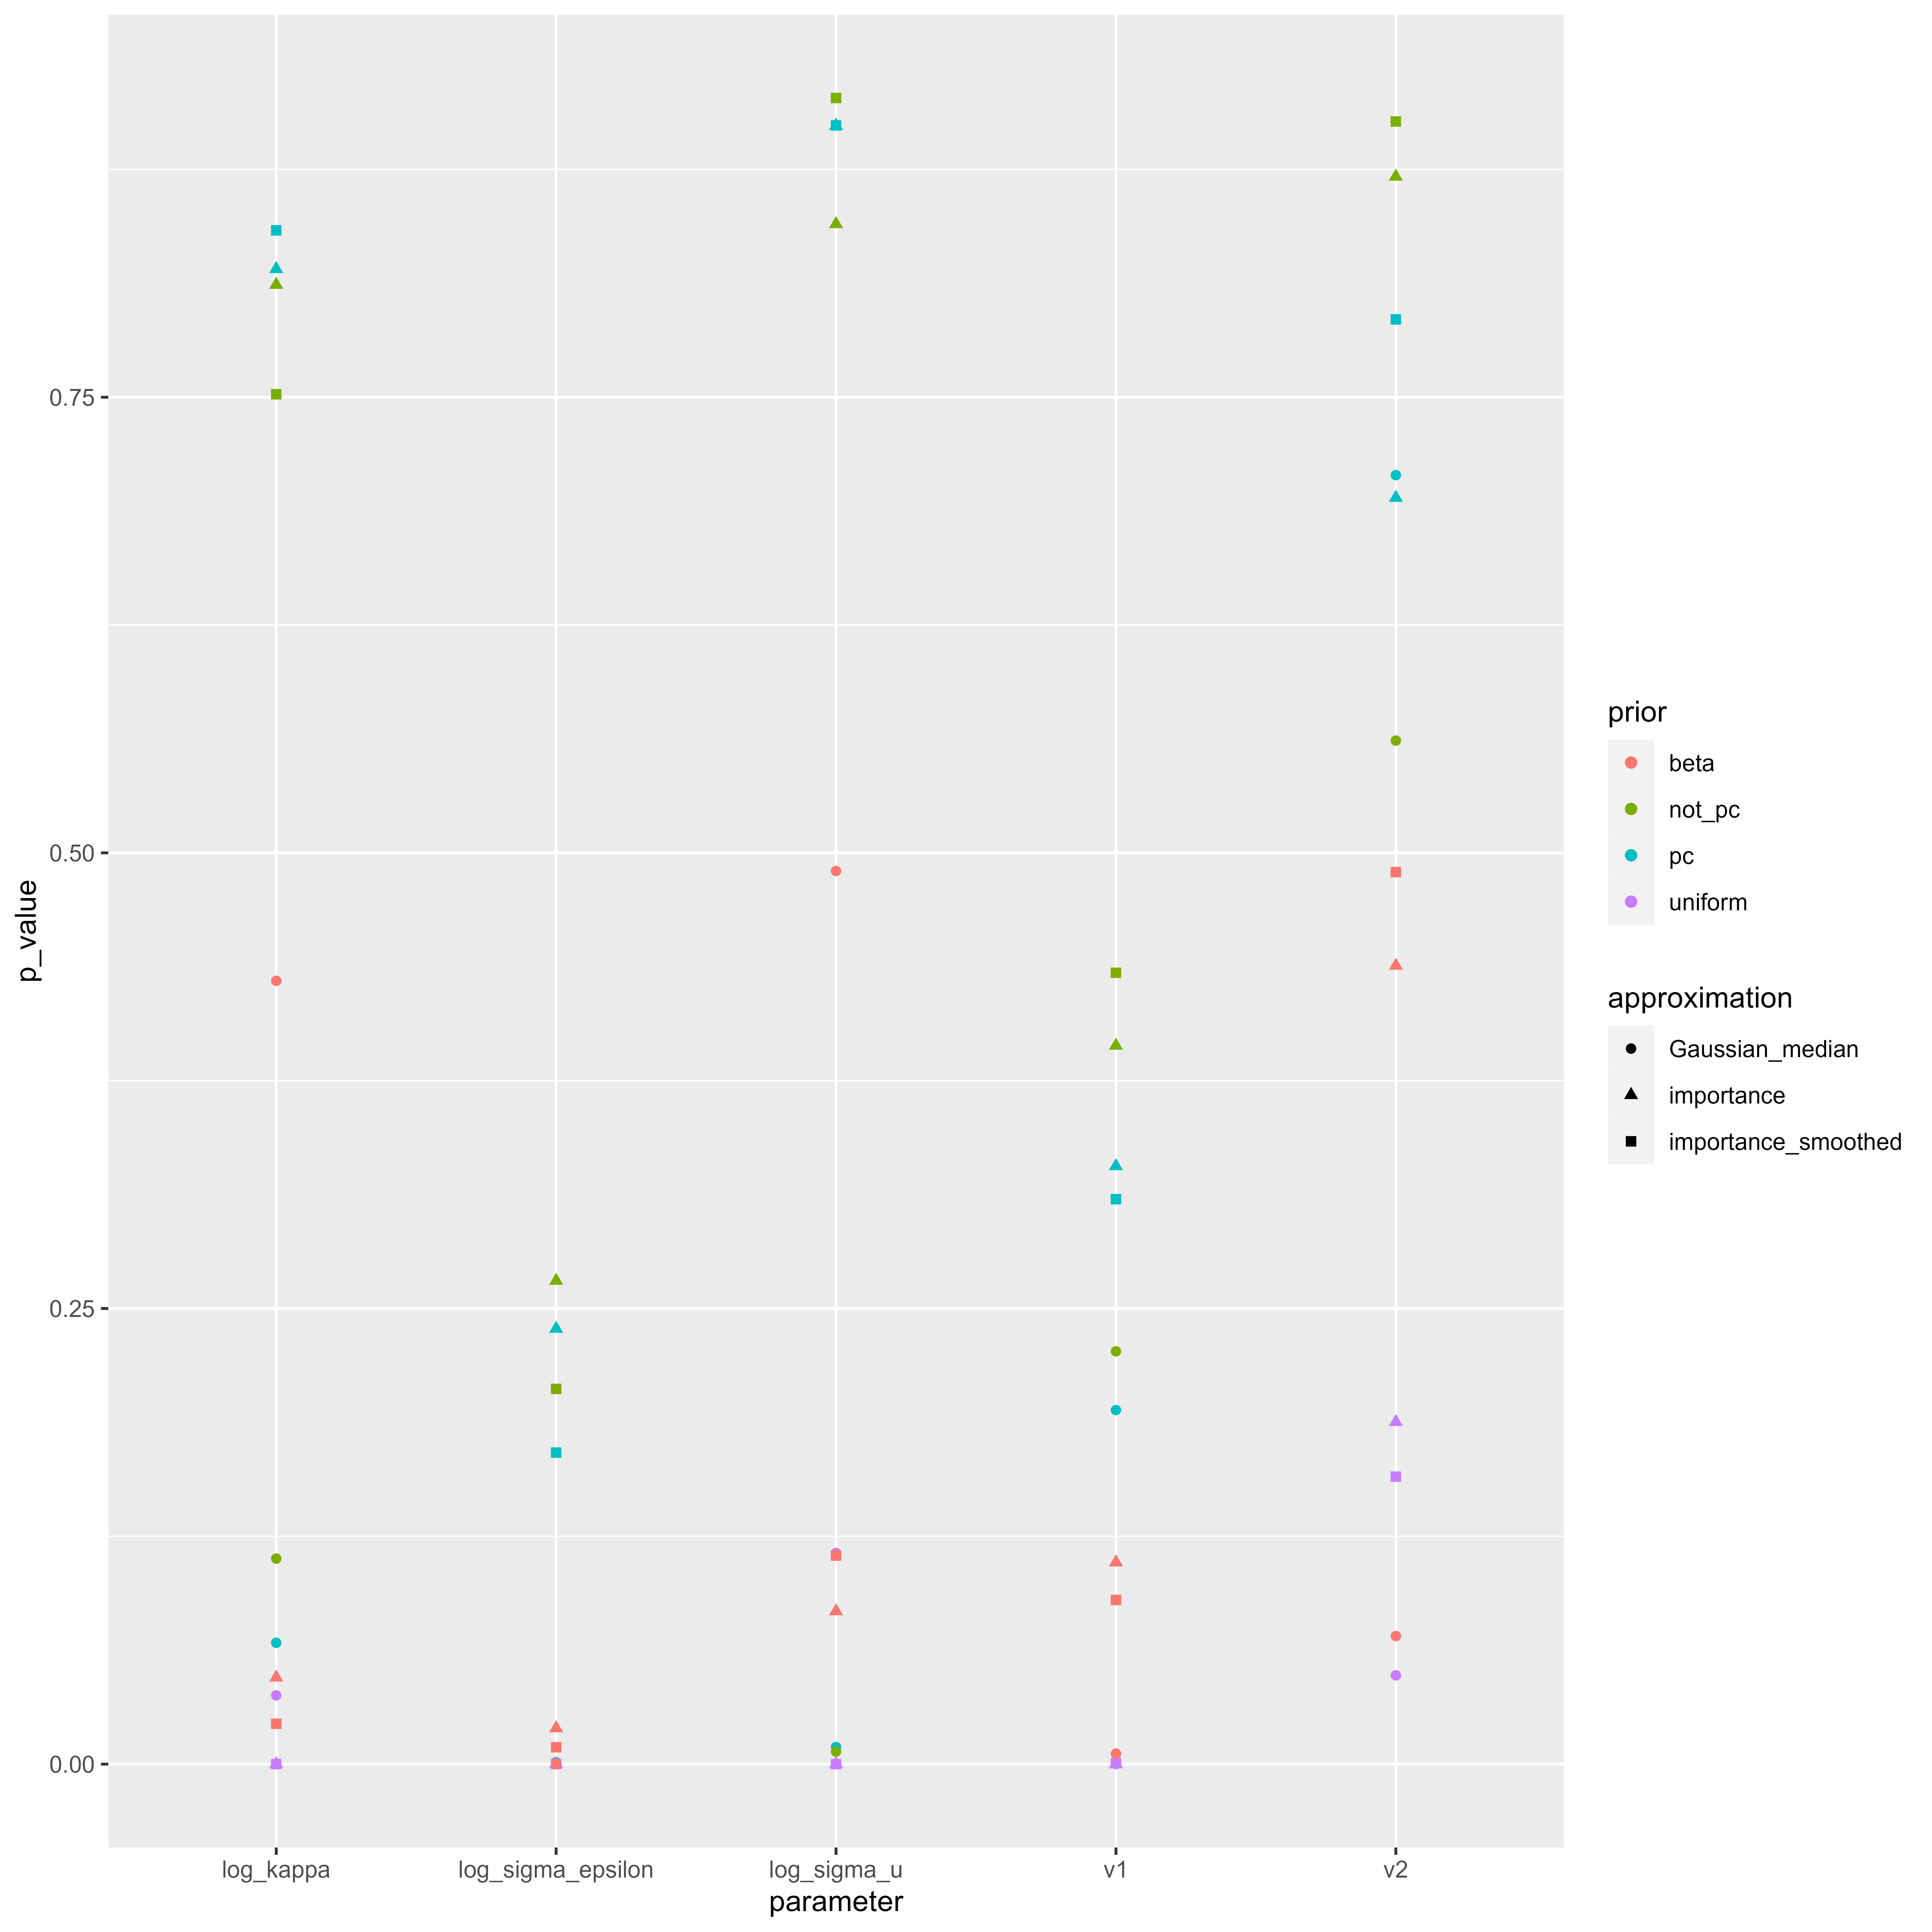 p_value
0.75
0.50
0.25
0.00
log_kappa
log_sigma_epsilon
log_sigma_u
v1
v2
parameter
prior
beta
not_pc
pc
uniform
approximation
Gaussian_median
importance
importance_smoothed